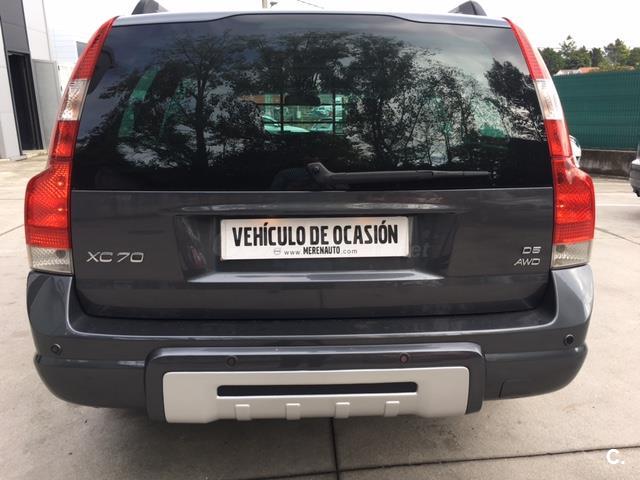 VEHÍCULO DE OCASIÓN
www.MERENAUTO.com
XC70
D5
AWD
C.